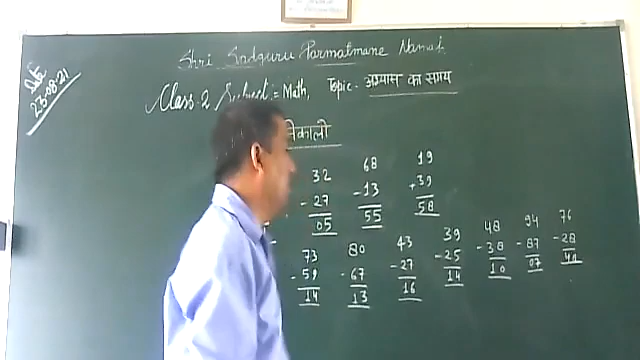 Date
23.08.21
Shri Sadguru Parmatmane Namah
Class-2 Subject = Math, Topic - अभ्यास का समय
निकालो
32 68 19
- 27 - 13 + 39
05 55 58
73 80 43 39 48 94 76
- 59 - 67 - 27 - 25 - 38 - 87 - 28
14 13 16 14 10 07